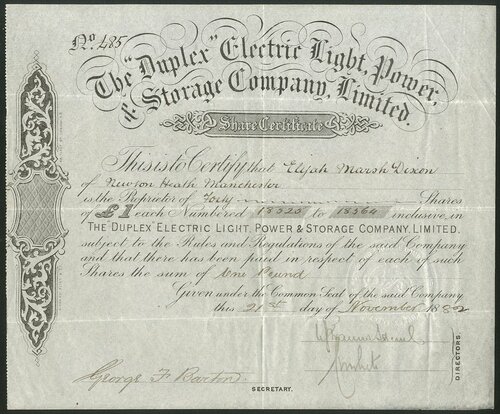 No. 485
The "Duplex" Electric Light, Power,
& Storage Company, Limited.
Share Certificate
This is to Certify that Elijah Marsh Dixon
of Newton Heath Manchester
is the Proprietor of Forty Shares
of £1 each Numbered 18325 to 18364 inclusive in
THE DUPLEX ELECTRIC LIGHT, POWER & STORAGE COMPANY, LIMITED.
subject to the Rules and Regulations of the said Company
and that there has been paid in respect of each of such
Shares the sum of One Pound
Given under the Common Seal of the said Company
this 21st day of November 1882
George F Barton
SECRETARY.
DIRECTORS.